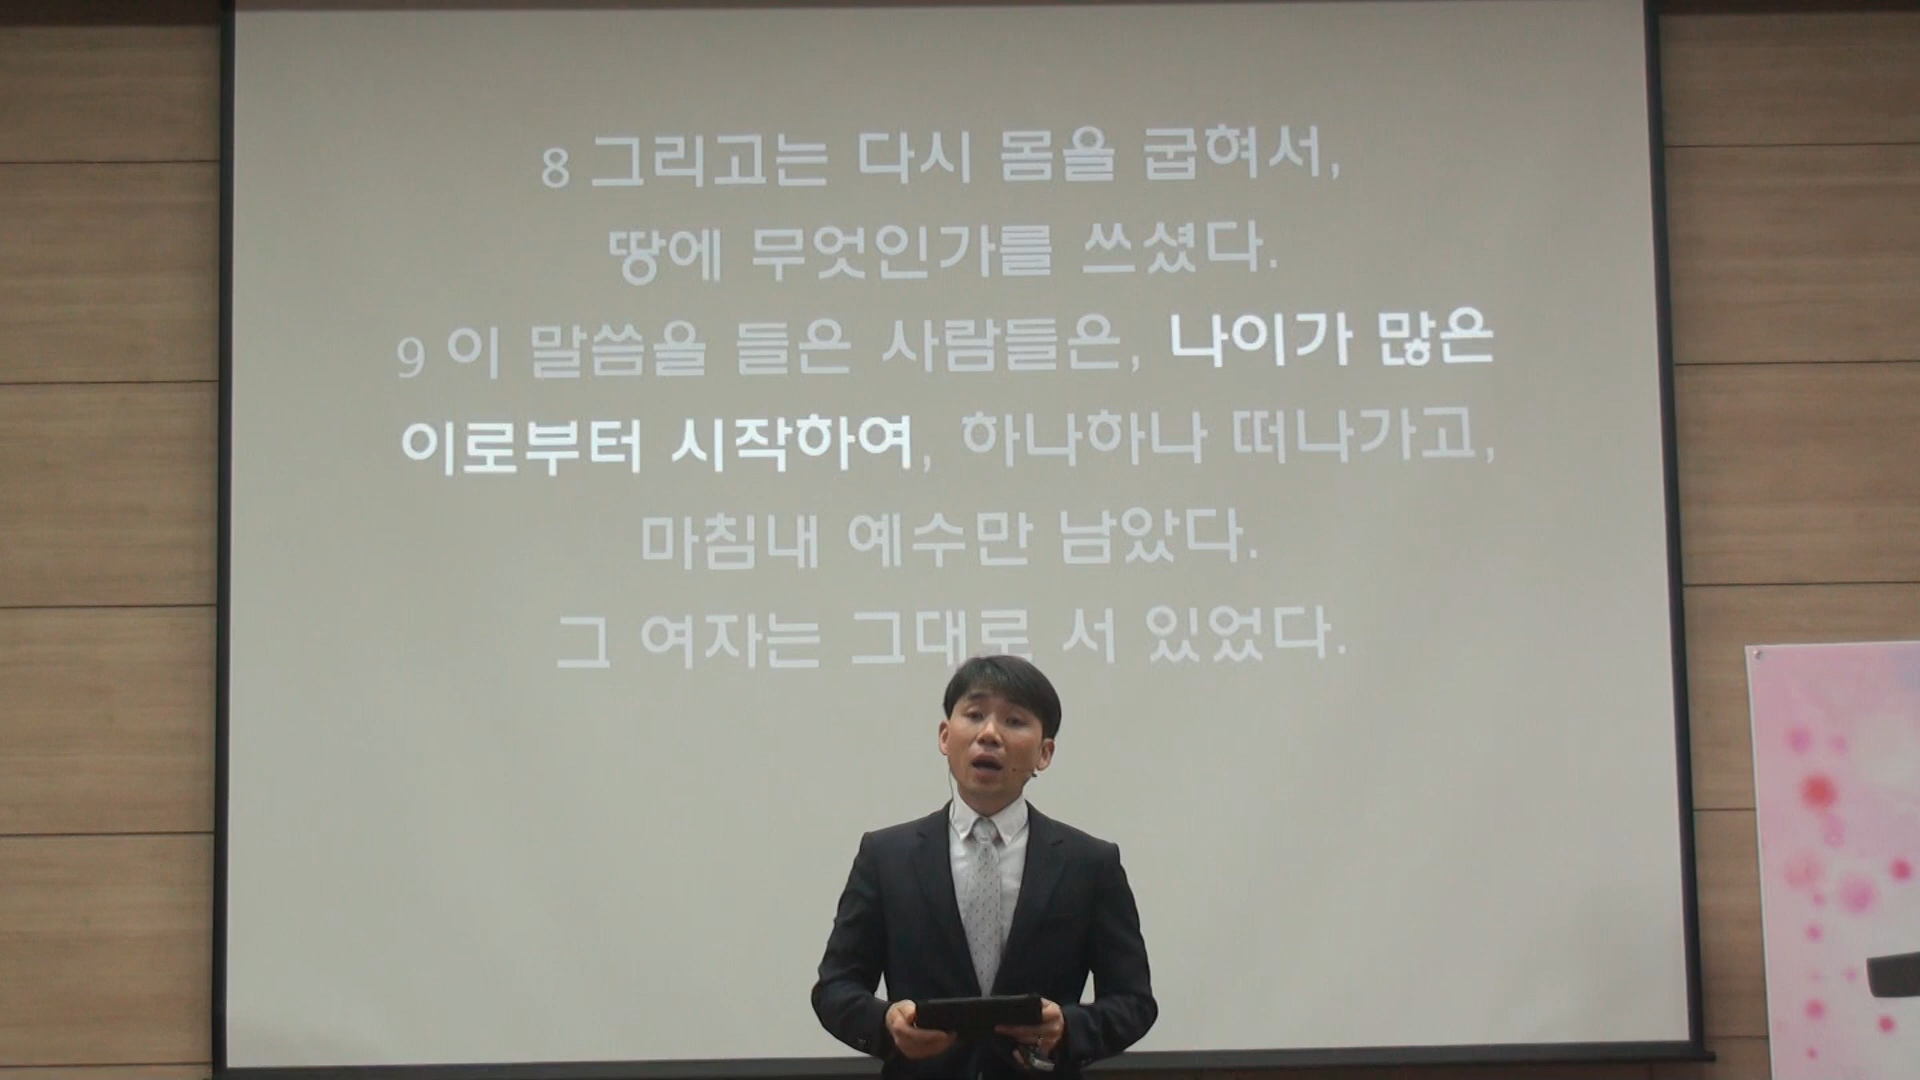 8 그리고는 다시 몸을 굽혀서,
땅에 무엇인가를 쓰셨다.
9 이 말씀을 들은 사람들은, 나이가 많은
이로부터 시작하여, 하나하나 떠나가고,
마침내 예수만 남았다.
그 여자는 그대로 서 있었다.